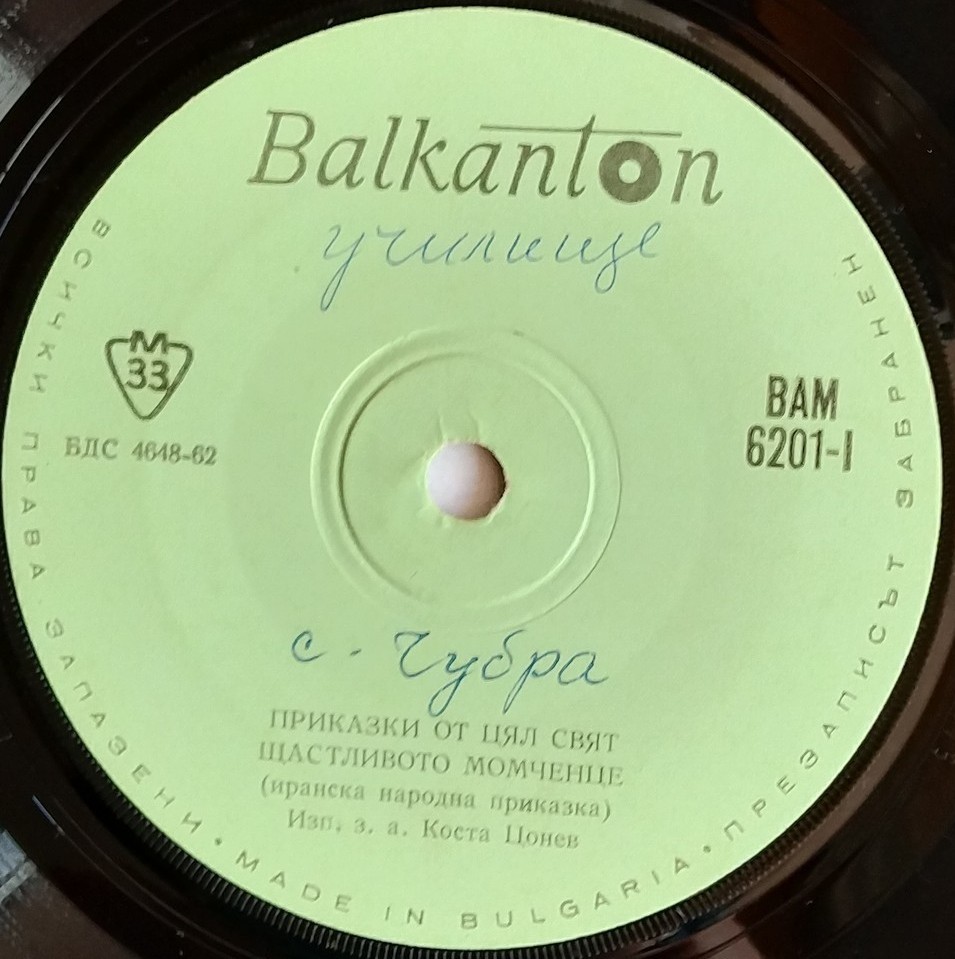 Balkanton
училище
M
33
БДС 4648-62
ВАМ
6201-I
с. Чубра
ПРИКАЗКИ ОТ ЦЯЛ СВЯТ
ЩАСТЛИВОТО МОМЧЕНЦЕ
(иранска народна приказка)
Изп. з. а. Коста Цонев
ВСИЧКИ ПРАВА ЗАПАЗЕНИ • MADE IN BULGARIA • ПРЕЗАПИСЪТ ЗАБРАНЕН